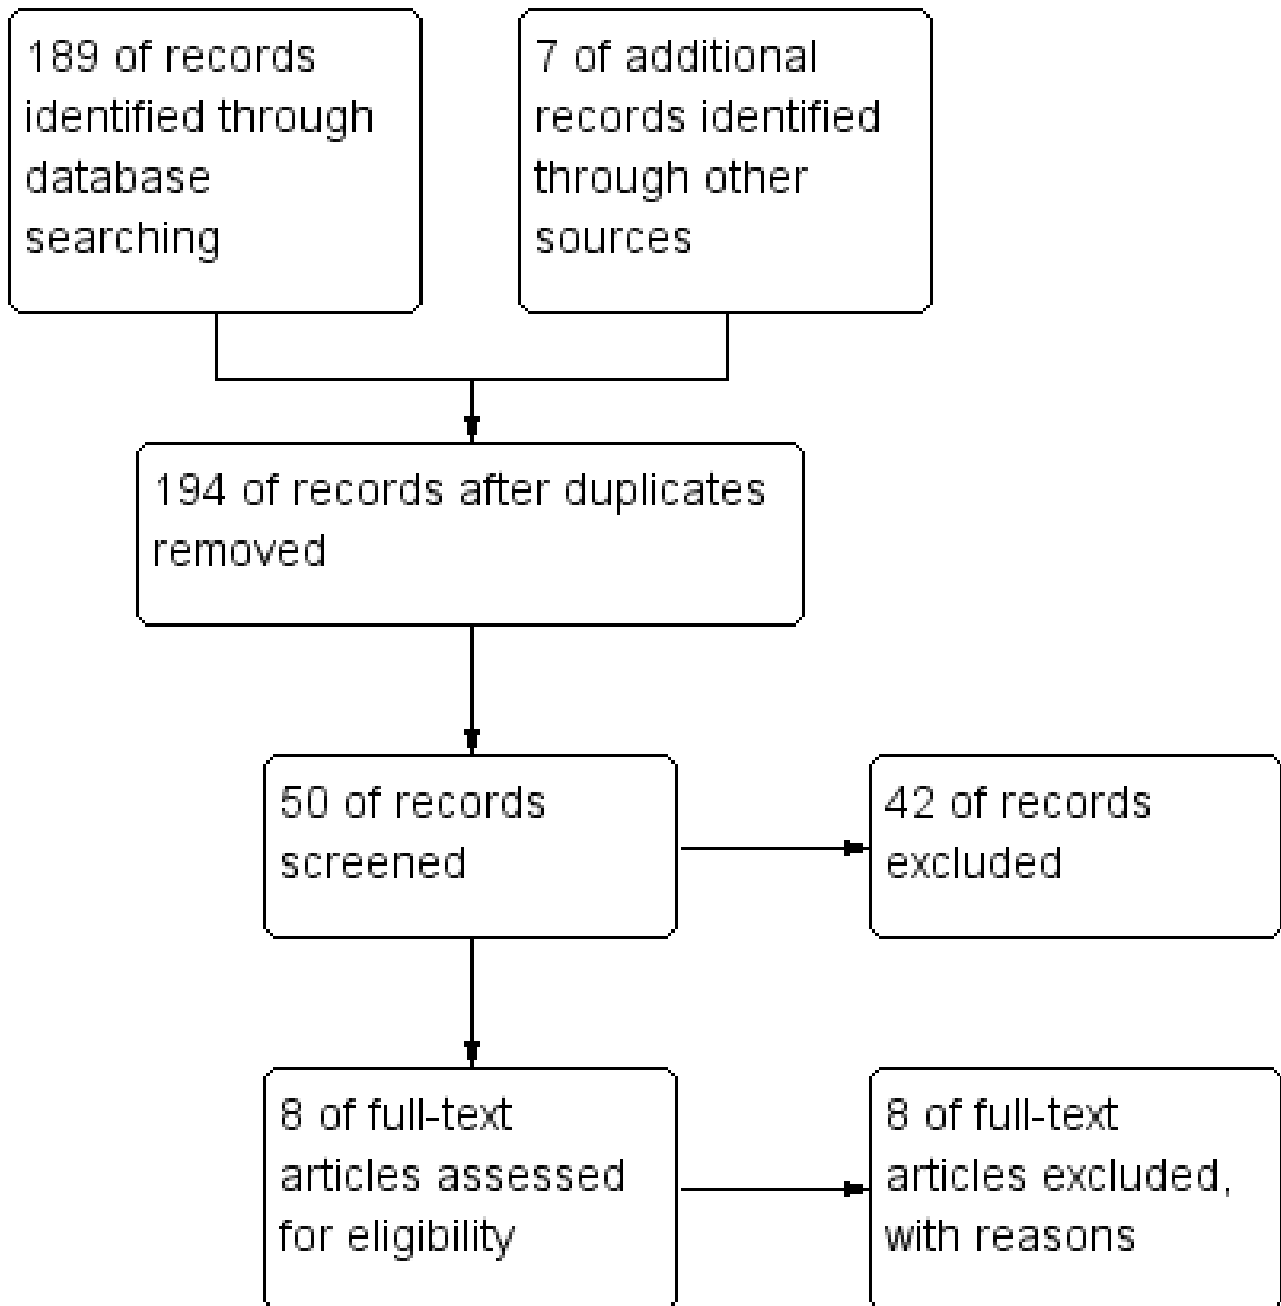 189 of records
identified through
database
searching
7 of additional
records identified
through other
sources
194 of records after duplicates
removed
50 of records
screened
42 of records
excluded
8 of full-text
articles assessed
for eligibility
8 of full-text
articles excluded,
with reasons